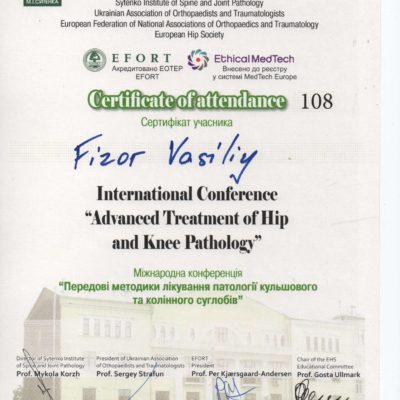 М.І.СИТЕНКА
Sytenko Institute of Spine and Joint Pathology
Ukrainian Association of Orthopaedists and Traumatologists
European Federation of National Associations of Orthopaedics and Traumatology
European Hip Society
EFORT
Акредитовано ЕОТЕР
EFORT
Ethical MedTech
Внесено до реєстру
у системі MedTech Europe
Certificate of attendance 108
Сертифікат учасника
Fizor Vasiliy
International Conference
“Advanced Treatment of Hip
and Knee Pathology”
Міжнародна конференція
“Передові методики лікування патології кульшового
та колінного суглобів”
Director of Sytenko Institute
of Spine and Joint Pathology
Prof. Mykola Korzh
President of Ukrainian Association
of Orthopaedists and Traumatologists
Prof. Sergey Strafun
EFORT
President
Prof. Per Kjærsgaard-Andersen
Chair of the EHS
Educational Committee
Prof. Gosta Ullmark